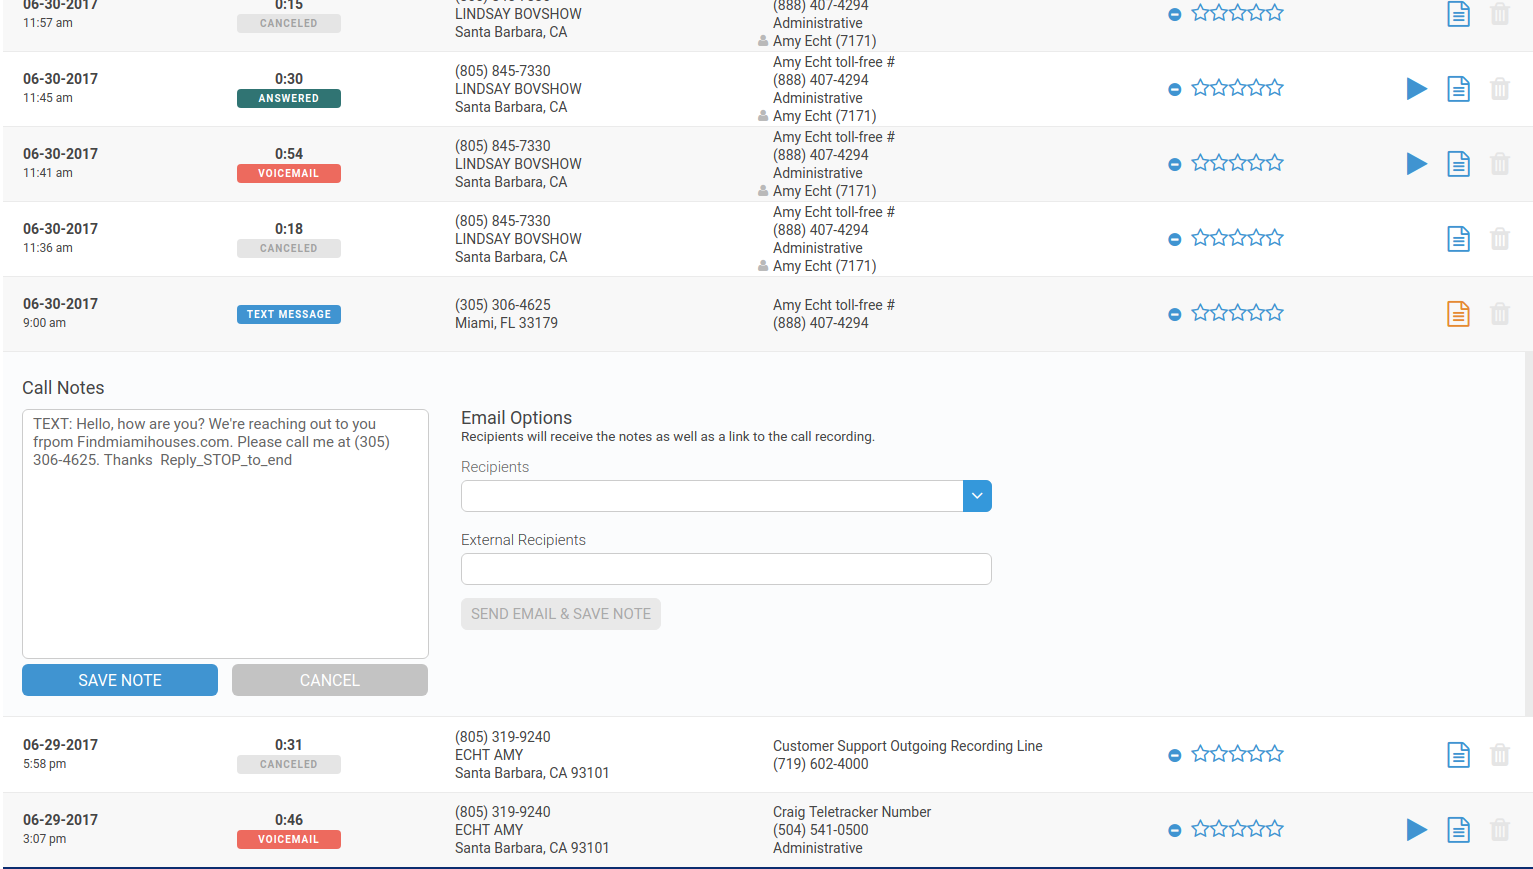 06-30-2017
11:57 am
0:15
CANCELED
LINDSAY BOVSHOW
Santa Barbara, CA
(888) 407-4294
Administrative
Amy Echt (7171)
06-30-2017
11:45 am
0:30
ANSWERED
(805) 845-7330
LINDSAY BOVSHOW
Santa Barbara, CA
Amy Echt toll-free #
(888) 407-4294
Administrative
Amy Echt (7171)
06-30-2017
11:41 am
0:54
VOICEMAIL
(805) 845-7330
LINDSAY BOVSHOW
Santa Barbara, CA
Amy Echt toll-free #
(888) 407-4294
Administrative
Amy Echt (7171)
06-30-2017
11:36 am
0:18
CANCELED
(805) 845-7330
LINDSAY BOVSHOW
Santa Barbara, CA
Amy Echt toll-free #
(888) 407-4294
Administrative
Amy Echt (7171)
06-30-2017
9:00 am
TEXT MESSAGE
(305) 306-4625
Miami, FL 33179
Amy Echt toll-free #
(888) 407-4294
Call Notes
TEXT: Hello, how are you? We're reaching out to you
frpom Findmiamihouses.com. Please call me at (305)
306-4625. Thanks  Reply_STOP_to_end
SAVE NOTE
CANCEL
Email Options
Recipients will receive the notes as well as a link to the call recording.
Recipients
External Recipients
SEND EMAIL & SAVE NOTE
06-29-2017
5:58 pm
0:31
CANCELED
(805) 319-9240
ECHT AMY
Santa Barbara, CA 93101
Customer Support Outgoing Recording Line
(719) 602-4000
06-29-2017
3:07 pm
0:46
VOICEMAIL
(805) 319-9240
ECHT AMY
Santa Barbara, CA 93101
Craig Teletracker Number
(504) 541-0500
Administrative